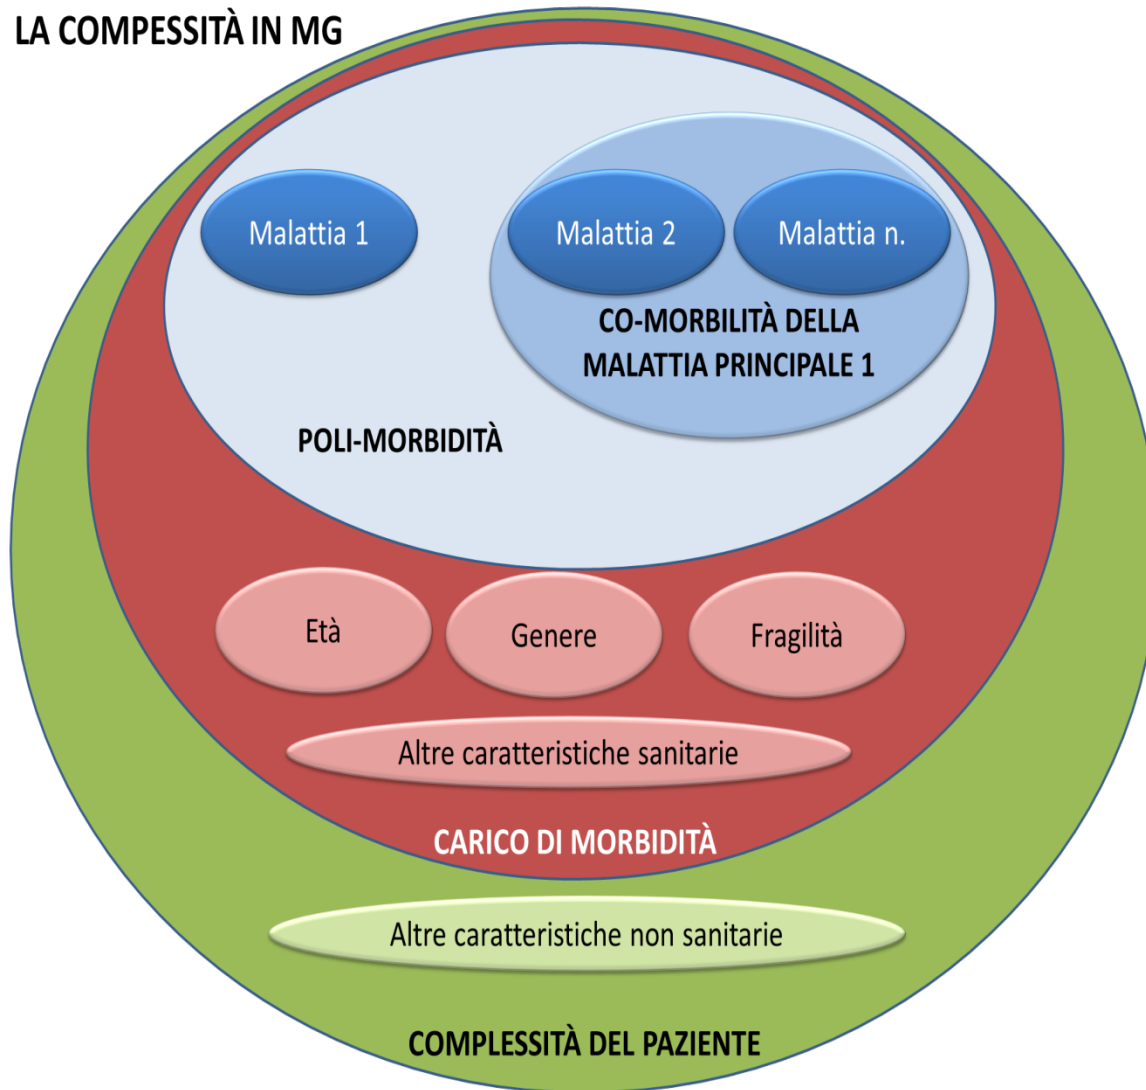 LA COMPESSITÀ IN MG
Malattia 1
Malattia 2
Malattia n.
CO-MORBILITÀ DELLA
MALATTIA PRINCIPALE 1
POLI-MORBIDITÀ
Età
Genere
Fragilità
Altre caratteristiche sanitarie
CARICO DI MORBIDITÀ
Altre caratteristiche non sanitarie
COMPLESSITÀ DEL PAZIENTE